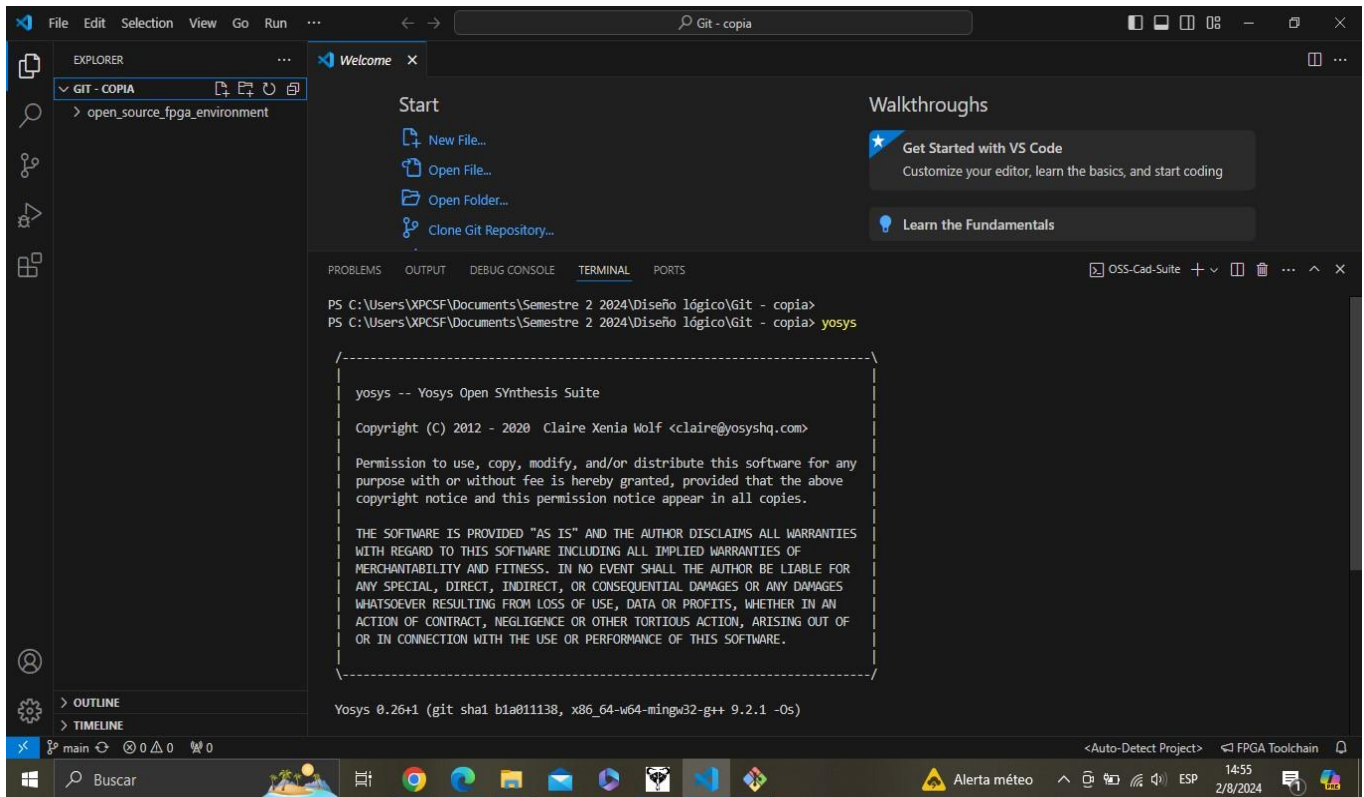 File Edit Selection View Go Run ···
Git - copia
EXPLORER ···
Welcome
GIT - COPIA
open_source_fpga_environment
Start
New File...
Open File...
Open Folder...
Clone Git Repository...
Walkthroughs
Get Started with VS Code
Customize your editor, learn the basics, and start coding
Learn the Fundamentals
PROBLEMS OUTPUT DEBUG CONSOLE TERMINAL PORTS
OSS-Cad-Suite
PS C:\Users\XPCSF\Documents\Semestre 2 2024\Diseño lógico\Git - copia>
PS C:\Users\XPCSF\Documents\Semestre 2 2024\Diseño lógico\Git - copia> yosys
/----------------------------------------------------------------------------\
yosys -- Yosys Open SYnthesis Suite
Copyright (C) 2012 - 2020 Claire Xenia Wolf <claire@yosyshq.com>
Permission to use, copy, modify, and/or distribute this software for any
purpose with or without fee is hereby granted, provided that the above
copyright notice and this permission notice appear in all copies.
THE SOFTWARE IS PROVIDED "AS IS" AND THE AUTHOR DISCLAIMS ALL WARRANTIES
WITH REGARD TO THIS SOFTWARE INCLUDING ALL IMPLIED WARRANTIES OF
MERCHANTABILITY AND FITNESS. IN NO EVENT SHALL THE AUTHOR BE LIABLE FOR
ANY SPECIAL, DIRECT, INDIRECT, OR CONSEQUENTIAL DAMAGES OR ANY DAMAGES
WHATSOEVER RESULTING FROM LOSS OF USE, DATA OR PROFITS, WHETHER IN AN
ACTION OF CONTRACT, NEGLIGENCE OR OTHER TORTIOUS ACTION, ARISING OUT OF
OR IN CONNECTION WITH THE USE OR PERFORMANCE OF THIS SOFTWARE.
\----------------------------------------------------------------------------/
Yosys 0.26+1 (git sha1 b1a011138, x86_64-w64-mingw32-g++ 9.2.1 -Os)
OUTLINE
TIMELINE
main 0 0 0
<Auto-Detect Project> FPGA Toolchain
Buscar
Alerta méteo
ESP
14:55
2/8/2024
1
PRE